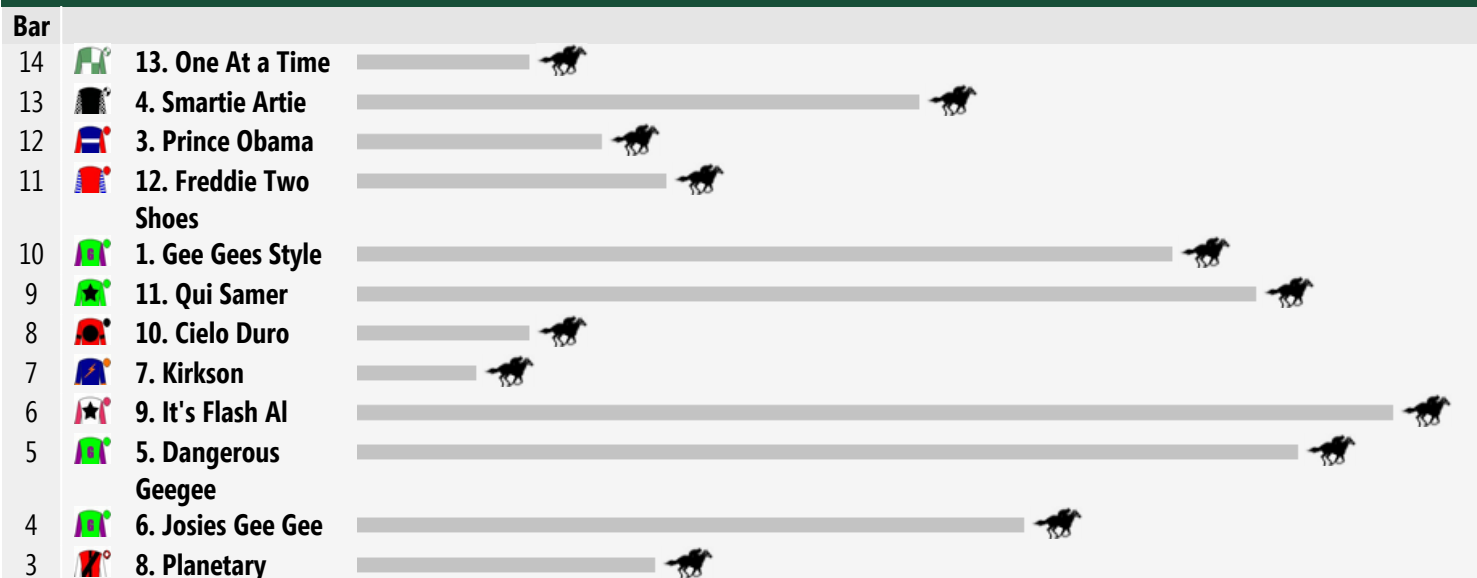 Bar
14 13. One At a Time
13 4. Smartie Artie
12 3. Prince Obama
11 12. Freddie Two
Shoes
10 G 1. Gee Gees Style
9 11. Qui Samer
8 10. Cielo Duro
7 7. Kirkson
6 9. It's Flash Al
5 G 5. Dangerous
Geegee
4 G 6. Josies Gee Gee
3 8. Planetary